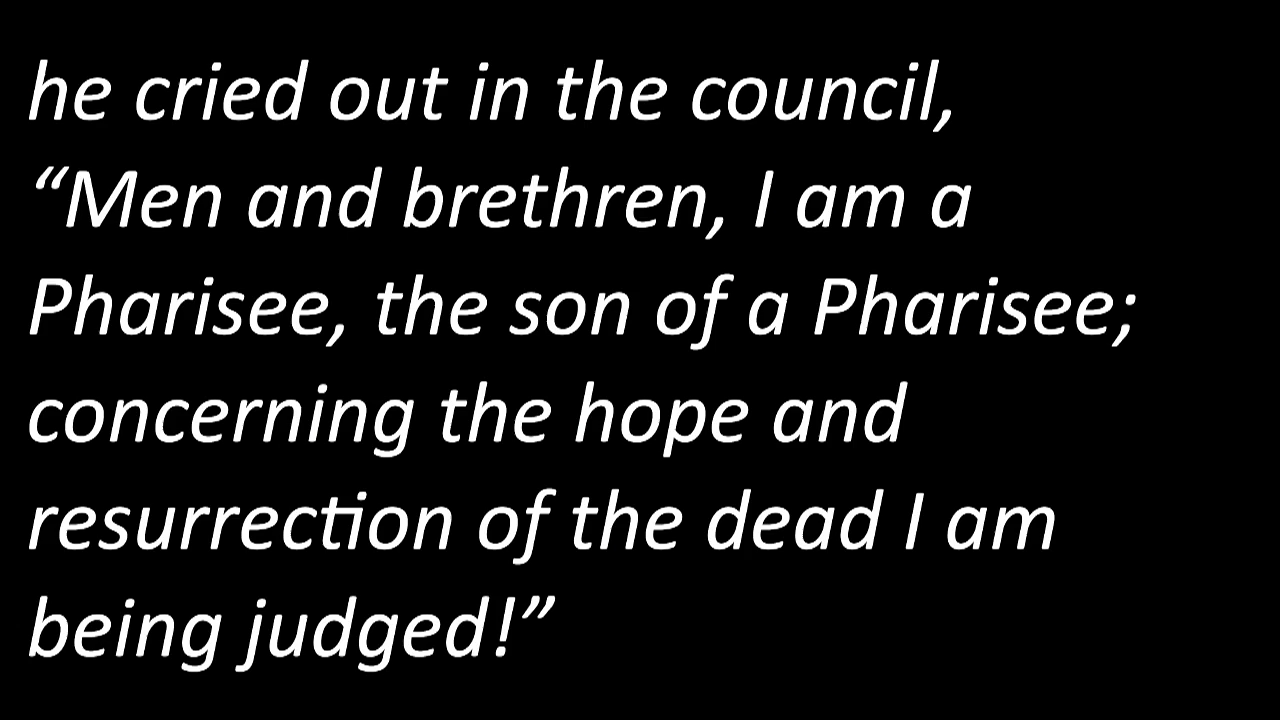 he cried out in the council,
“Men and brethren, I am a
Pharisee, the son of a Pharisee;
concerning the hope and
resurrection of the dead I am
being judged!”